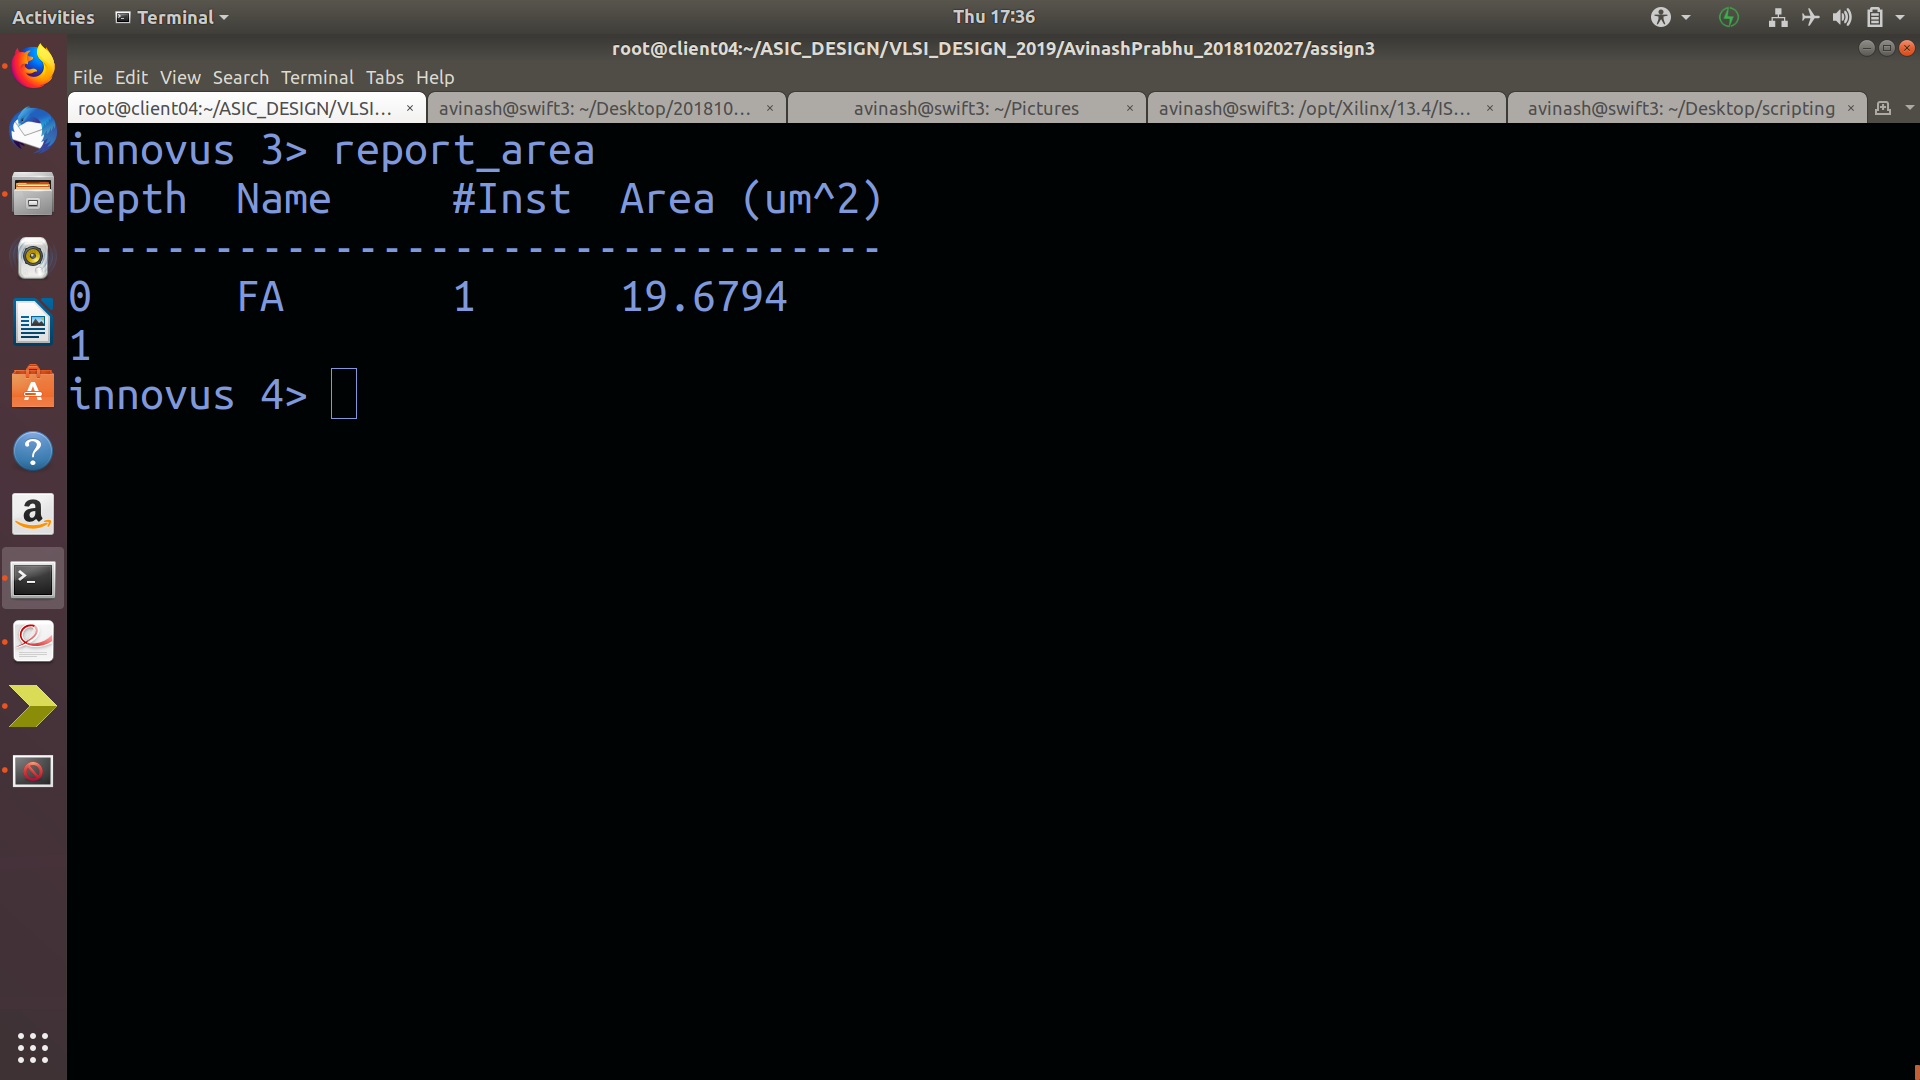 Activities Terminal Thu 17:36
root@client04:~/ASIC_DESIGN/VLSI_DESIGN_2019/AvinashPrabhu_2018102027/assign3
File Edit View Search Terminal Tabs Help
root@client04:~/ASIC_DESIGN/VLSI... × avinash@swift3: ~/Desktop/201810... × avinash@swift3: ~/Pictures × avinash@swift3: /opt/Xilinx/13.4/IS... × avinash@swift3: ~/Desktop/scripting ×
innovus 3> report_area
Depth Name #Inst Area (um^2)
----------------------------------
0 FA 1 19.6794
1
innovus 4>